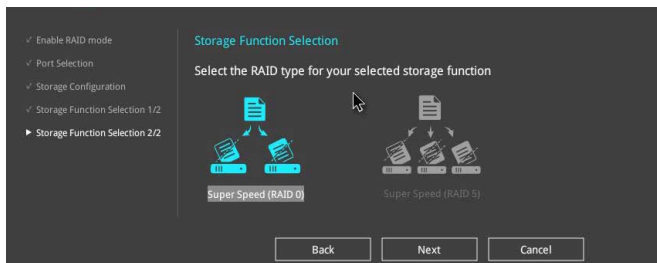 Enable RAID mode
Port Selection
Storage Configuration
Storage Function Selection 1/2
Storage Function Selection 2/2
Storage Function Selection
Select the RAID type for your selected storage function
Super Speed (RAID 0)
Super Speed (RAID 5)
Back
Next
Cancel